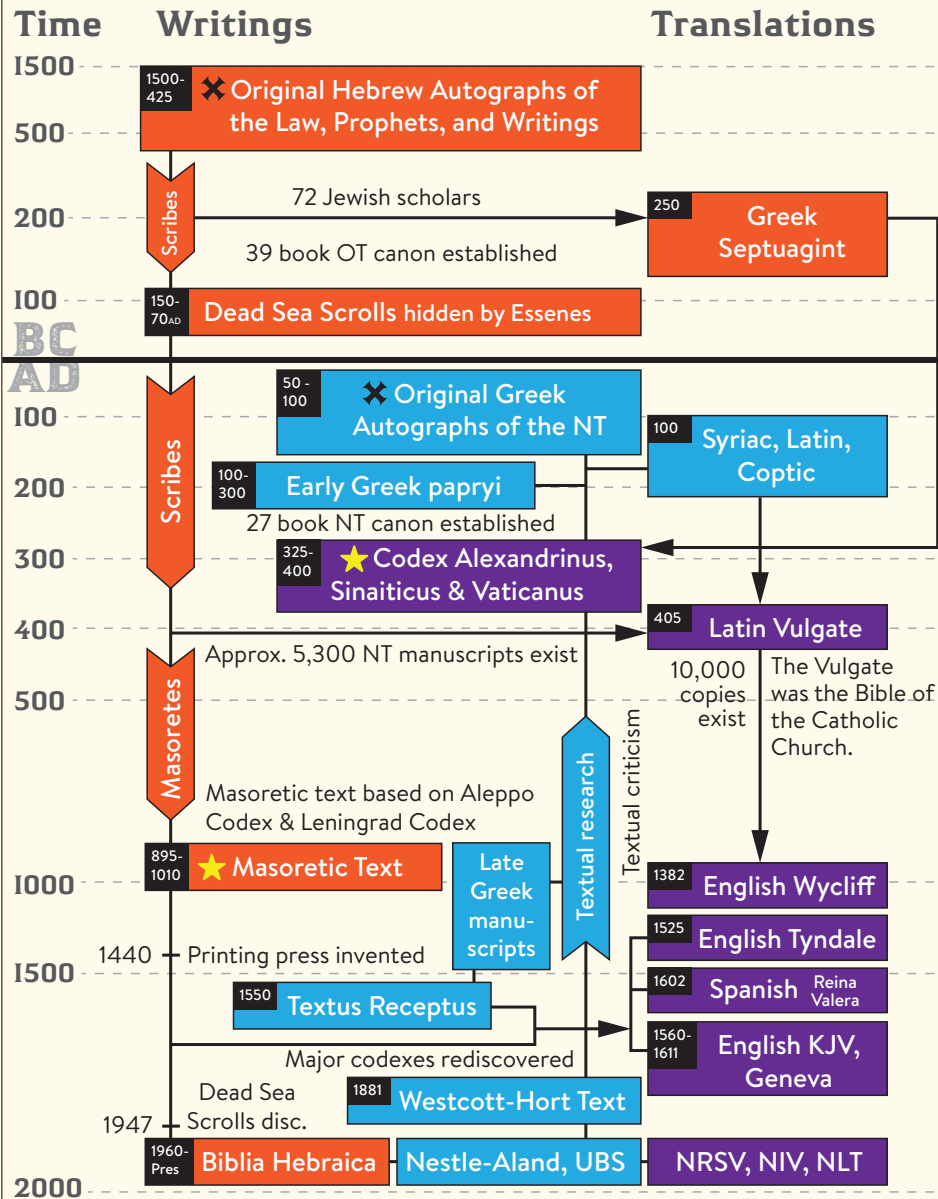 Time Writings Translations
1500
1500-
425
Original Hebrew Autographs of
the Law, Prophets, and Writings
500
Scribes
72 Jewish scholars
200
250
Greek
Septuagint
39 book OT canon established
100
150-
70AD
Dead Sea Scrolls hidden by Essenes
BC
AD
50 -
100
Original Greek
Autographs of the NT
100
100
Syriac, Latin,
Coptic
Scribes
100-
300
Early Greek papryi
200
27 book NT canon established
325-
400
Codex Alexandrinus,
Sinaiticus & Vaticanus
300
400
405
Latin Vulgate
Approx. 5,300 NT manuscripts exist
10,000
copies
exist
The Vulgate
was the Bible of
the Catholic
Church.
500
Masoretes
Textual research
Textual criticism
Masoretic text based on Aleppo
Codex & Leningrad Codex
895-
1010
Masoretic Text
Late
Greek
manu-
scripts
1000
1382
English Wycliff
1525
English Tyndale
1440
Printing press invented
1500
1602
Spanish Reina
Valera
1550
Textus Receptus
1560-
1611
English KJV,
Geneva
Major codexes rediscovered
1881
Westcott-Hort Text
Dead Sea
Scrolls disc.
1947
1960-
Pres
Biblia Hebraica
Nestle-Aland, UBS
NRSV, NIV, NLT
2000